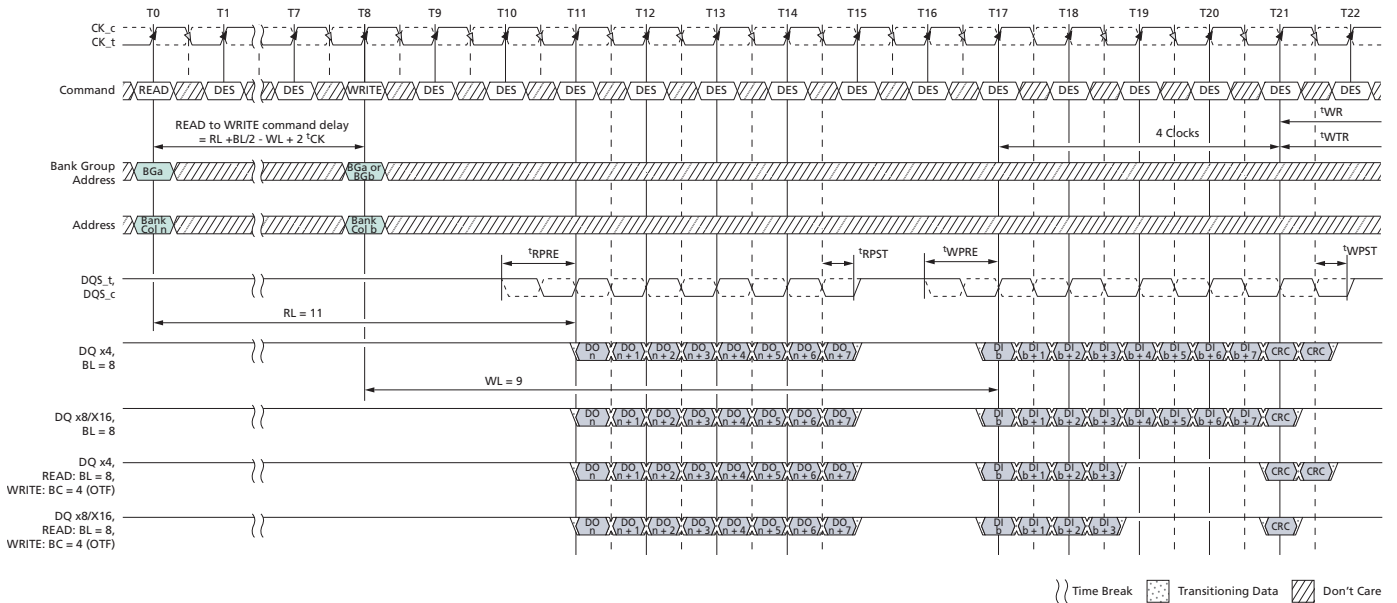 T0 T1 T7 T8 T9 T10 T11 T12 T13 T14 T15 T16 T17 T18 T19 T20 T21 T22
CK_c
CK_t
Command READ DES DES WRITE DES DES DES DES DES DES DES DES DES DES DES DES DES DES
READ to WRITE command delay
= RL +BL/2 - WL + 2 tCK
tWR
4 Clocks
tWTR
Bank Group
Address
BGa
BGa or
BGb
Address
Bank
Col n
Bank
Col b
tRPRE
tRPST
tWPRE
tWPST
DQS_t,
DQS_c
RL = 11
DQ x4,
BL = 8
DO n DO n + 1 DO n + 2 DO n + 3 DO n + 4 DO n + 5 DO n + 6 DO n + 7 DI b DI b + 1 DI b + 2 DI b + 3 DI b + 4 DI b + 5 DI b + 6 DI b + 7 CRC CRC
WL = 9
DQ x8/X16,
BL = 8
DO n DO n + 1 DO n + 2 DO n + 3 DO n + 4 DO n + 5 DO n + 6 DO n + 7 DI b DI b + 1 DI b + 2 DI b + 3 DI b + 4 DI b + 5 DI b + 6 DI b + 7 CRC
DQ x4,
READ: BL = 8,
WRITE: BC = 4 (OTF)
DO n DO n + 1 DO n + 2 DO n + 3 DO n + 4 DO n + 5 DO n + 6 DO n + 7 DI b DI b + 1 DI b + 2 DI b + 3 CRC CRC
DQ x8/X16,
READ: BL = 8,
WRITE: BC = 4 (OTF)
DO n DO n + 1 DO n + 2 DO n + 3 DO n + 4 DO n + 5 DO n + 6 DO n + 7 DI b DI b + 1 DI b + 2 DI b + 3 CRC
Time Break Transitioning Data Don't Care